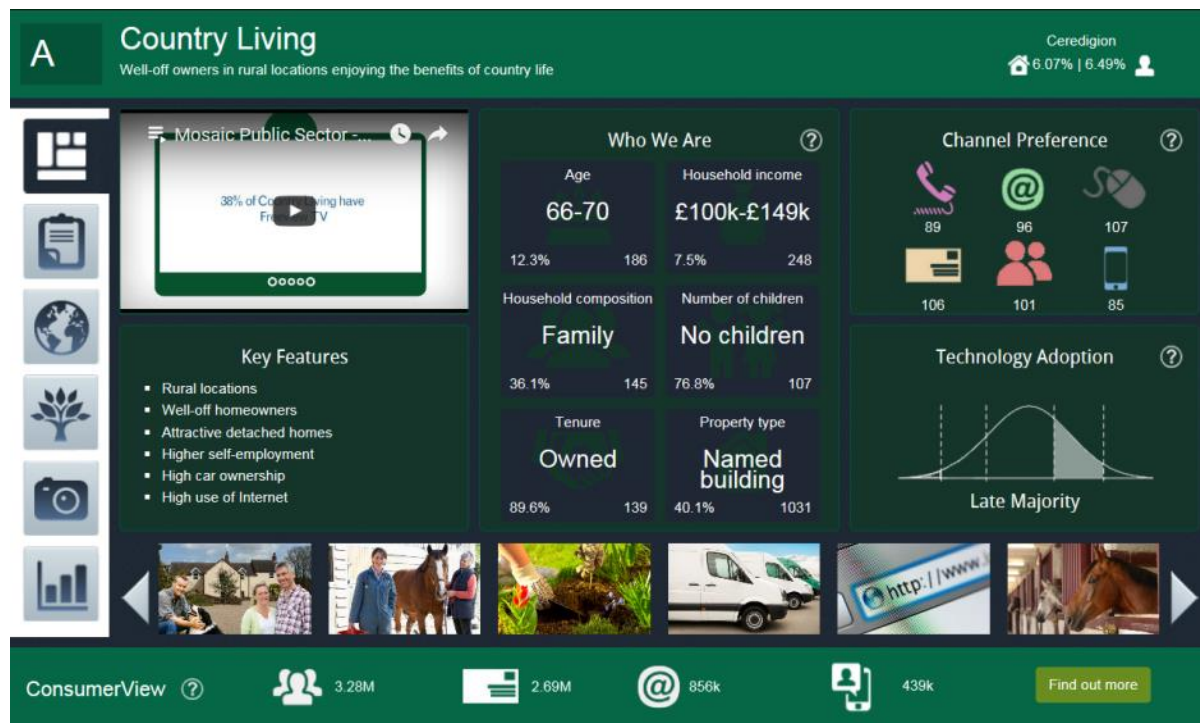 A
Country Living
Well-off owners in rural locations enjoying the benefits of country life
Ceredigion
6.07% | 6.49%
Mosaic Public Sector -...
38% of Country Living have
Freeview TV
Key Features
Rural locations
Well-off homeowners
Attractive detached homes
Higher self-employment
High car ownership
High use of Internet
Who We Are ?
Age
66-70
12.3% 186
Household income
£100k-£149k
7.5% 248
Household composition
Family
36.1% 145
Number of children
No children
76.8% 107
Tenure
Owned
89.6% 139
Property type
Named
building
40.1% 1031
Channel Preference ?
@
89 96 107
106 101 85
Technology Adoption ?
Late Majority
http://www.
ConsumerView ? 3.28M 2.69M @ 856k 439k Find out more